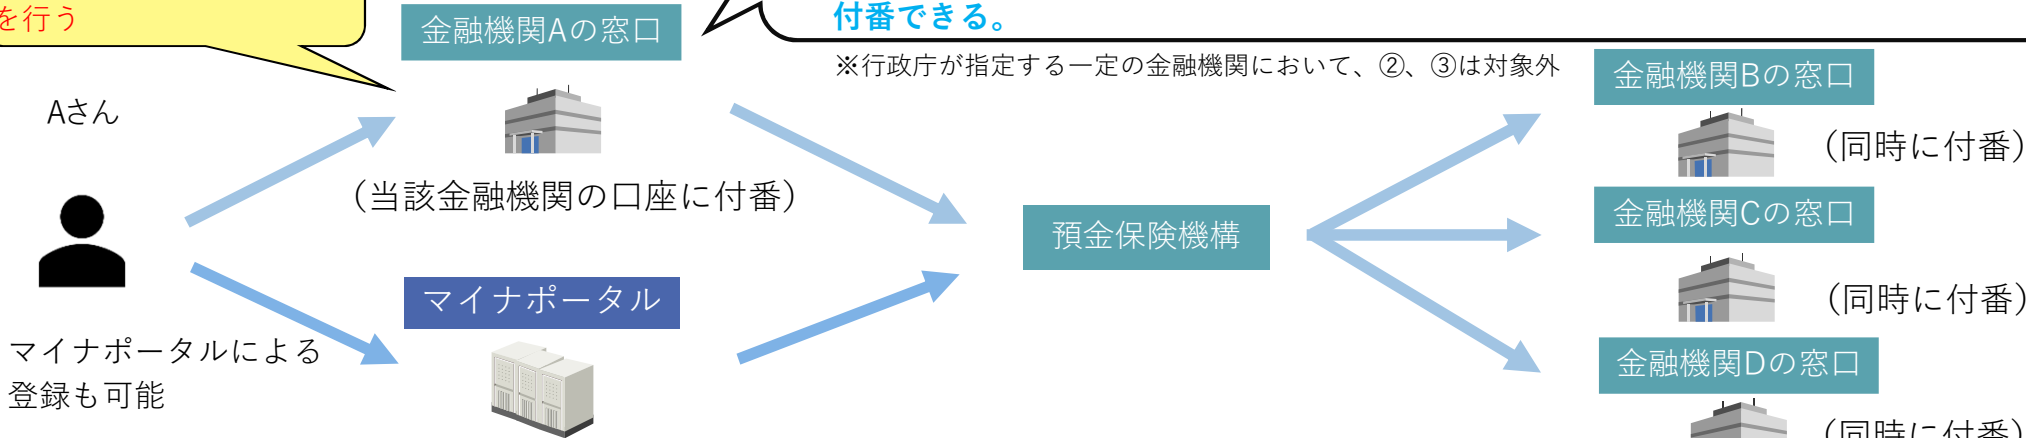 を行う
金融機関Aの窓口
付番できる。
※行政庁が指定する一定の金融機関において、②、③は対象外
金融機関Bの窓口
Aさん
（同時に付番）
（当該金融機関の口座に付番）
金融機関Cの窓口
預金保険機構
マイナポータル
（同時に付番）
マイナポータルによる
登録も可能
金融機関Dの窓口
（同時に付番）